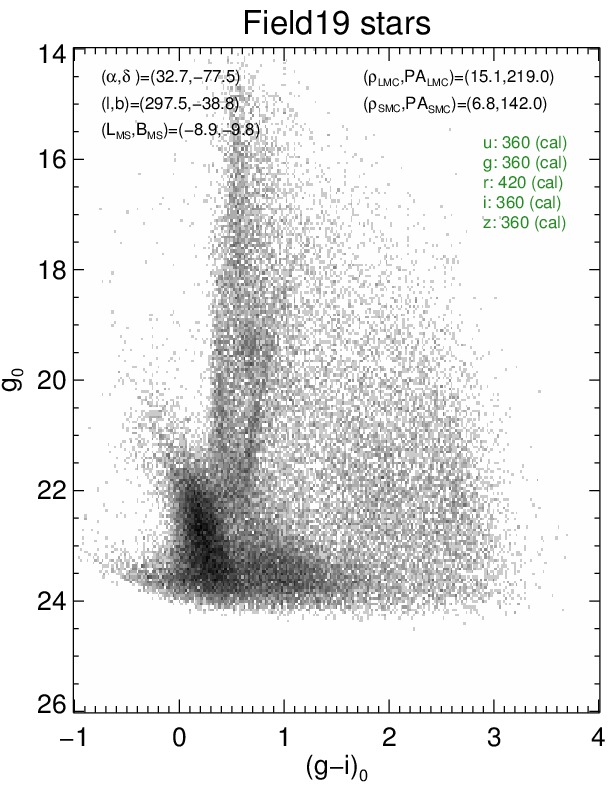 Field19 stars
(α,δ )=(32.7,−77.5)
(ρLMC,PALMC)=(15.1,219.0)
(l,b)=(297.5,−38.8)
(ρSMC,PASMC)=(6.8,142.0)
(LMS,BMS)=(−8.9,−9.8)
u: 360 (cal)
g: 360 (cal)
r: 420 (cal)
i: 360 (cal)
z: 360 (cal)
14
16
18
20
22
24
26
g0
−1 0 1 2 3 4
(g−i)0